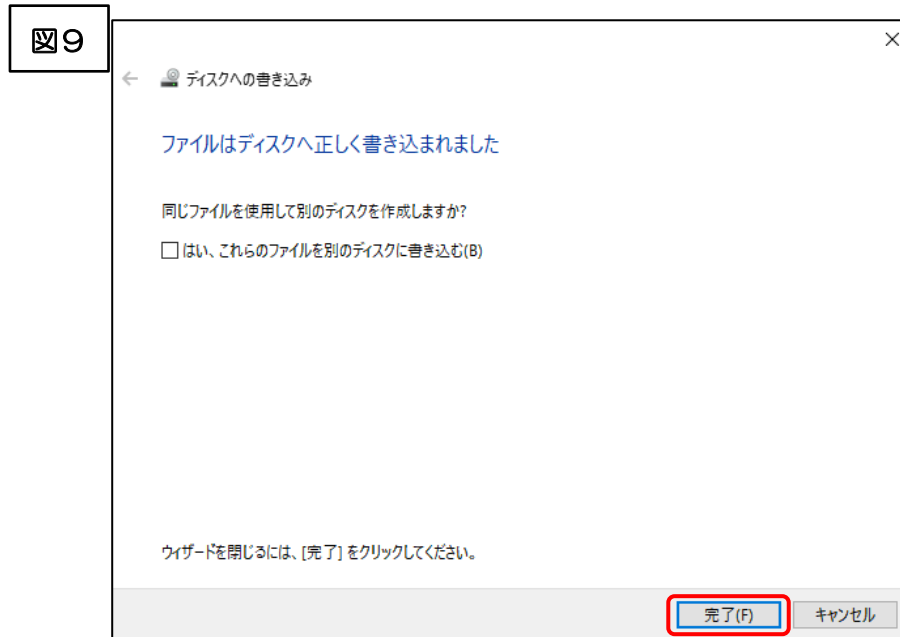 図９
ディスクへの書き込み
ファイルはディスクへ正しく書き込まれました
同じファイルを使用して別のディスクを作成しますか?
はい、これらのファイルを別のディスクに書き込む(B)
ウィザードを閉じるには、[完了] をクリックしてください。
完了(F) キャンセル